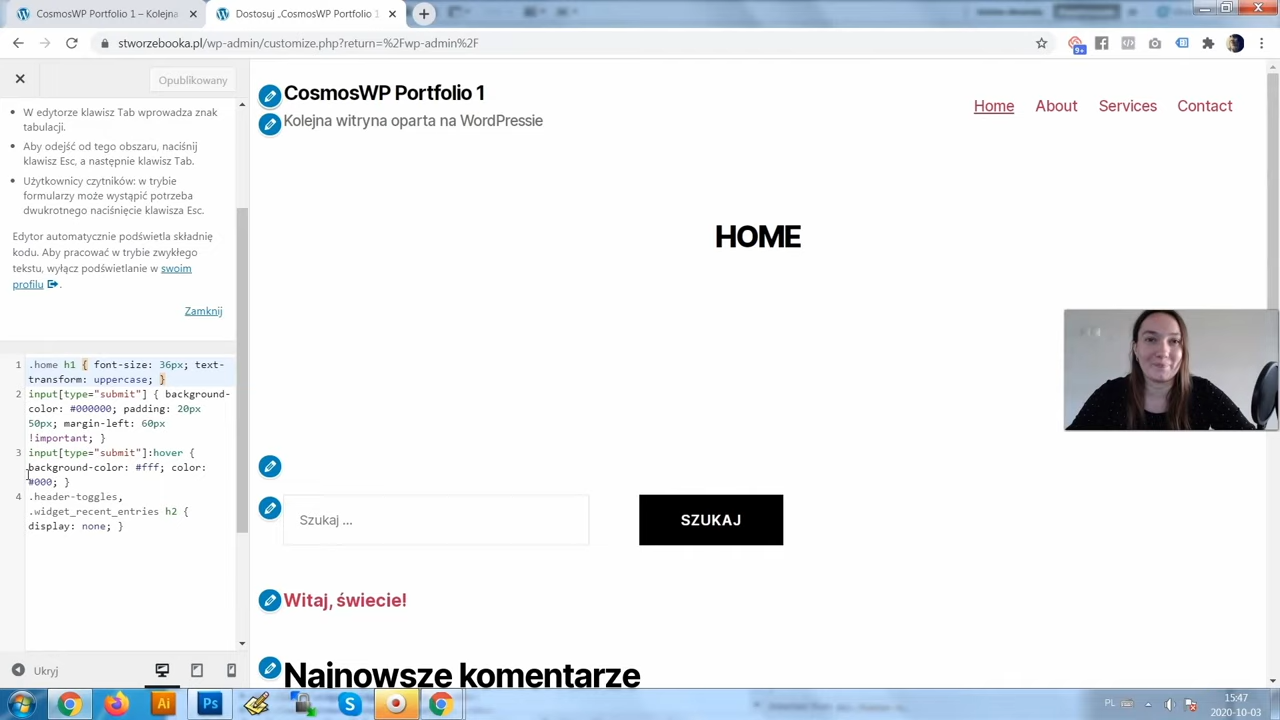 CosmosWP Portfolio 1 – Kolejna
Dostosuj „CosmosWP Portfolio 1
stworzebooka.pl/wp-admin/customize.php?return=%2Fwp-admin%2F
9+
Opublikowany
W edytorze klawisz Tab wprowadza znak
tabulacji.
Aby odejść od tego obszaru, naciśnij
klawisz Esc, a następnie klawisz Tab.
Użytkownicy czytników: w trybie
formularzy może wystąpić potrzeba
dwukrotnego naciśnięcie klawisza Esc.
Edytor automatycznie podświetla składnię
kodu. Aby pracować w trybie zwykłego
tekstu, wyłącz podświetlanie w swoim
profilu.
Zamknij
1 .home h1 { font-size: 36px; text-
transform: uppercase; }
2 input[type="submit"] { background-
color: #000000; padding: 20px
50px; margin-left: 60px
!important; }
3 input[type="submit"]:hover {
background-color: #fff; color:
#000; }
4 .header-toggles,
.widget_recent_entries h2 {
display: none; }
Ukryj
CosmosWP Portfolio 1
Kolejna witryna oparta na WordPressie
Home About Services Contact
HOME
Szukaj …
SZUKAJ
Witaj, świecie!
Najnowsze komentarze
PL
15:47
2020-10-03